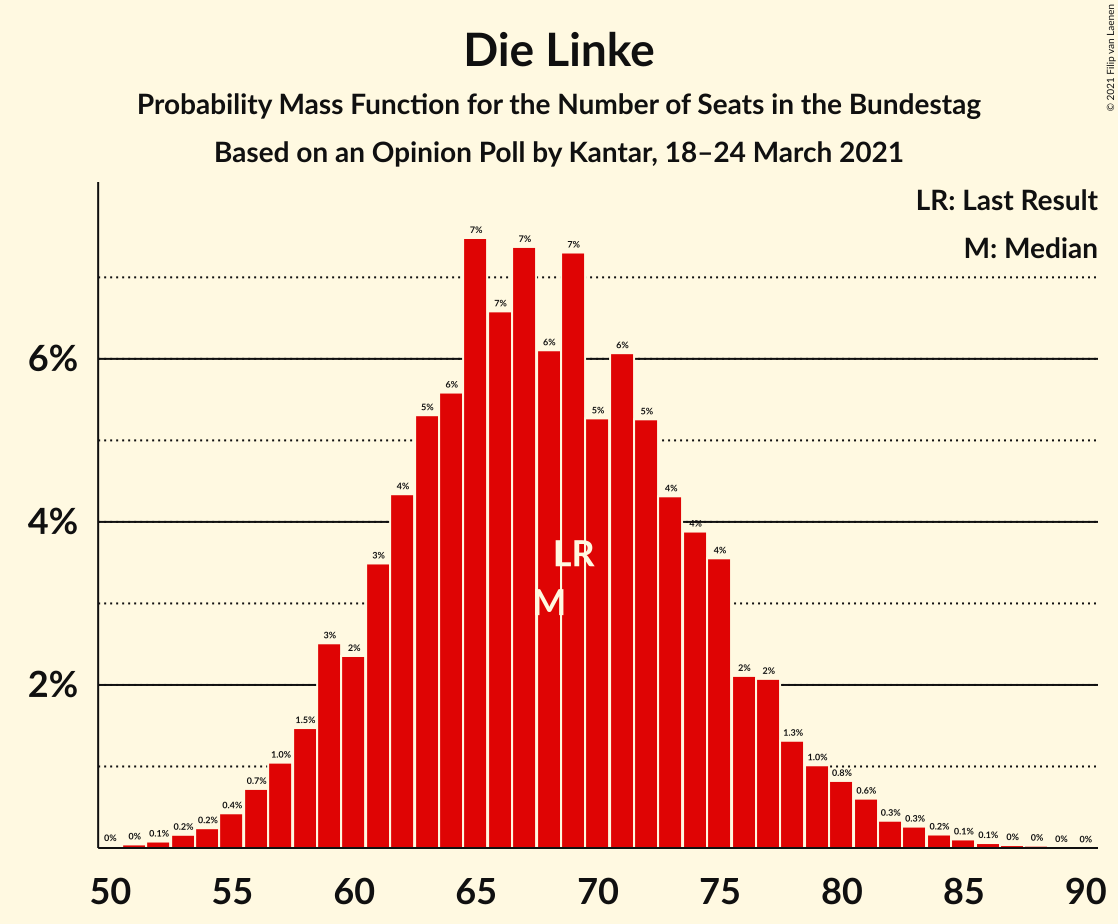 © 2021 Filip van Laenen
Die Linke
Probability Mass Function for the Number of Seats in the Bundestag
Based on an Opinion Poll by Kantar, 18–24 March 2021
LR: Last Result
M: Median
6%
4%
2%
0% 0% 0.1% 0.2% 0.2% 0.4% 0.7% 1.0% 1.5% 3% 2% 3% 4% 5% 6% 7% 7% 7% 6% 7% 5% 6% 5% 4% 4% 4% 2% 2% 1.3% 1.0% 0.8% 0.6% 0.3% 0.3% 0.2% 0.1% 0.1% 0% 0% 0% 0%
LR
M
50 55 60 65 70 75 80 85 90